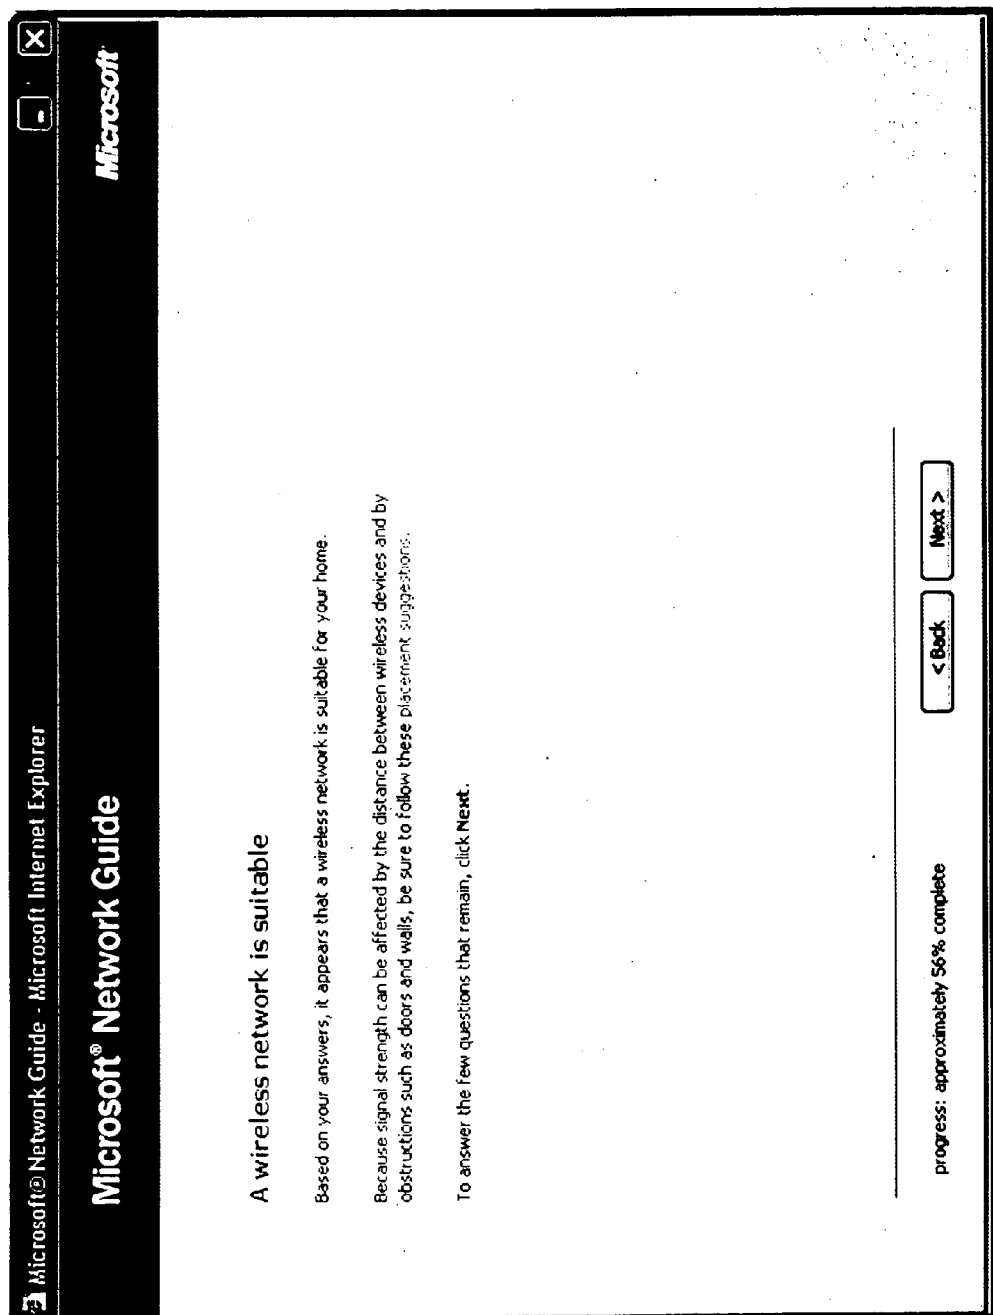 Microsoft® Network Guide - Microsoft Internet Explorer
Microsoft® Network Guide
Microsoft
A wireless network is suitable
Based on your answers, it appears that a wireless network is suitable for your home.
Because signal strength can be affected by the distance between wireless devices and by
obstructions such as doors and walls, be sure to follow these placement suggestions.
To answer the few questions that remain, click Next.
progress: approximately 56% complete
< Back
Next >